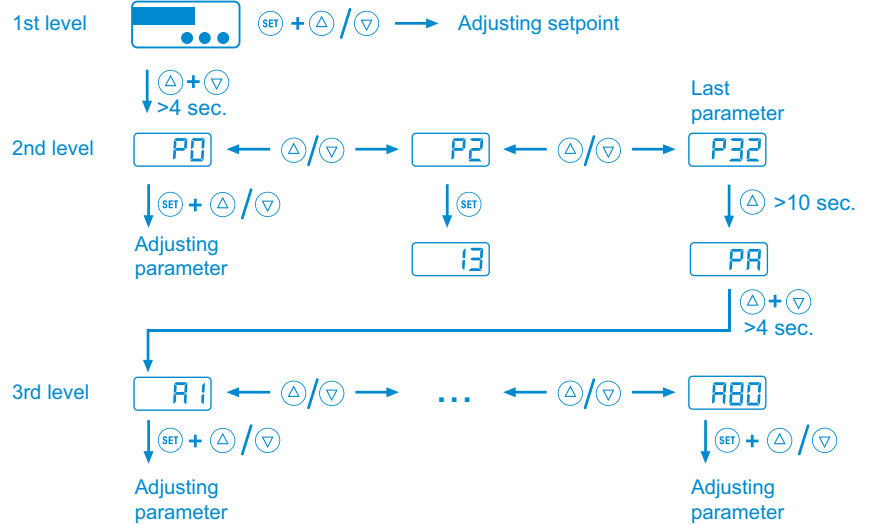 1st level
SET + △ / ▽ Adjusting setpoint
△ + ▽
>4 sec.
Last
parameter
2nd level P0 △ / ▽ P2 △ / ▽ P32
SET + △ / ▽
SET
△ >10 sec.
Adjusting
parameter
13
PA
△ + ▽
>4 sec.
3rd level A1 △ / ▽ ... △ / ▽ A80
SET + △ / ▽
SET + △ / ▽
Adjusting
parameter
Adjusting
parameter